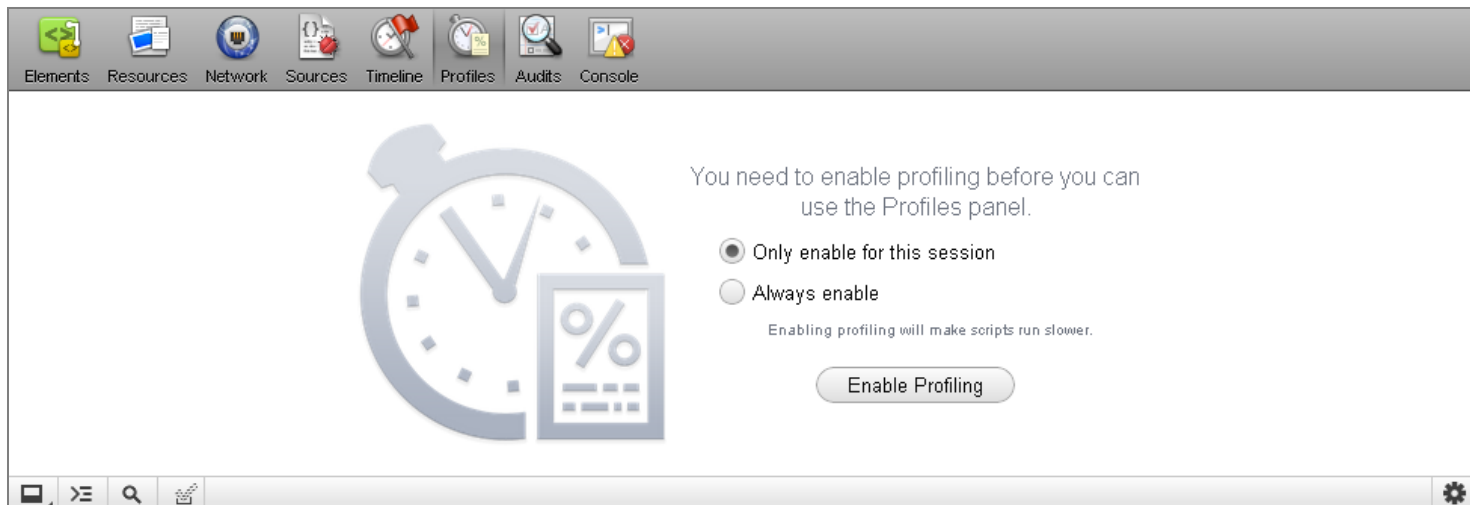 Elements Resources Network Sources Timeline Profiles Audits Console
You need to enable profiling before you can
use the Profiles panel.
Only enable for this session
Always enable
Enabling profiling will make scripts run slower.
Enable Profiling